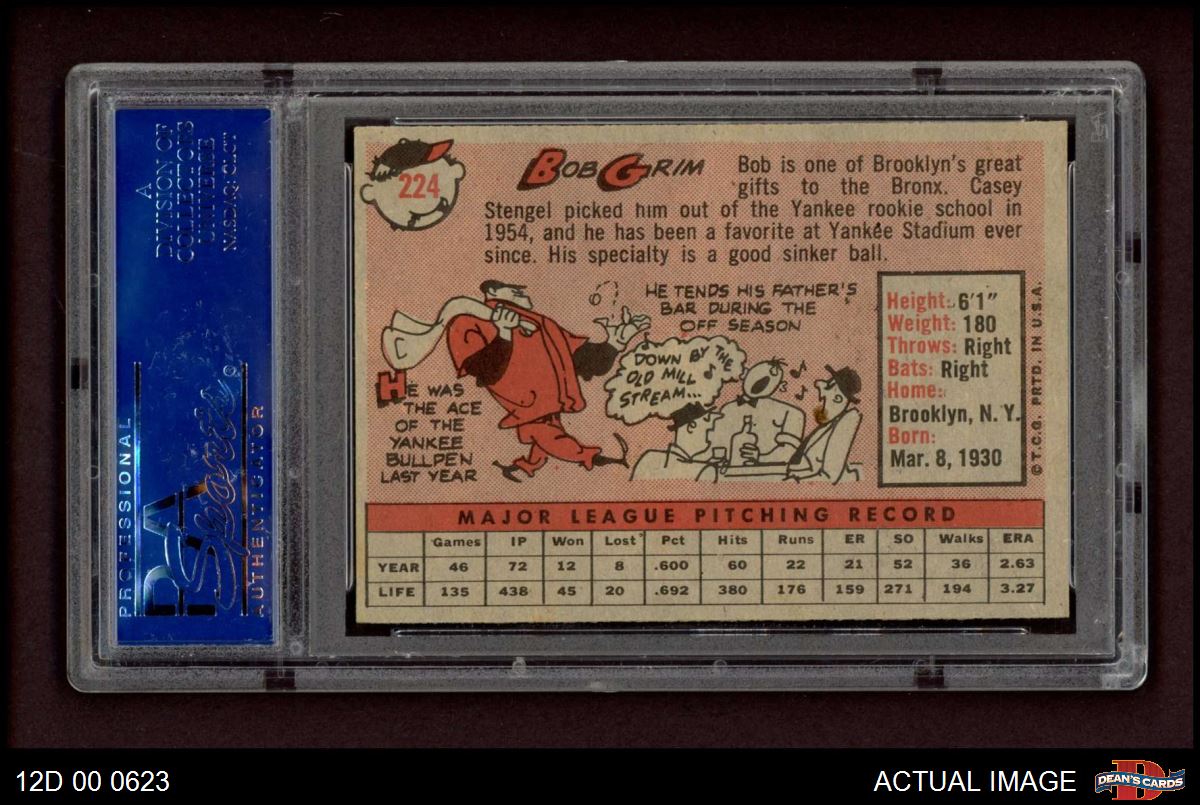 A
DIVISION OF
COLLECTORS
UNIVERSE
NASDAQ: CLCT
PROFESSIONAL
PSA
Sports
®
AUTHENTICATOR
224
BOB GRIM
Bob is one of Brooklyn's great
gifts to the Bronx. Casey
Stengel picked him out of the Yankee rookie school in
1954, and he has been a favorite at Yankee Stadium ever
since. His specialty is a good sinker ball.
HE WAS
THE ACE
OF THE
YANKEE
BULLPEN
LAST YEAR
HE TENDS HIS FATHER'S
BAR DURING THE
OFF SEASON
DOWN BY THE
OLD MILL
STREAM...
Height: 6'1"
Weight: 180
Throws: Right
Bats: Right
Home:
Brooklyn, N. Y.
Born:
Mar. 8, 1930
© T.C.G. PRTD. IN U.S.A.
MAJOR LEAGUE PITCHING RECORD
Games IP Won Lost Pct Hits Runs ER SO Walks ERA
YEAR 46 72 12 8 .600 60 22 21 52 36 2.63
LIFE 135 438 45 20 .692 380 176 159 271 194 3.27
12D 00 0623
ACTUAL IMAGE
D
DEAN'S CARDS